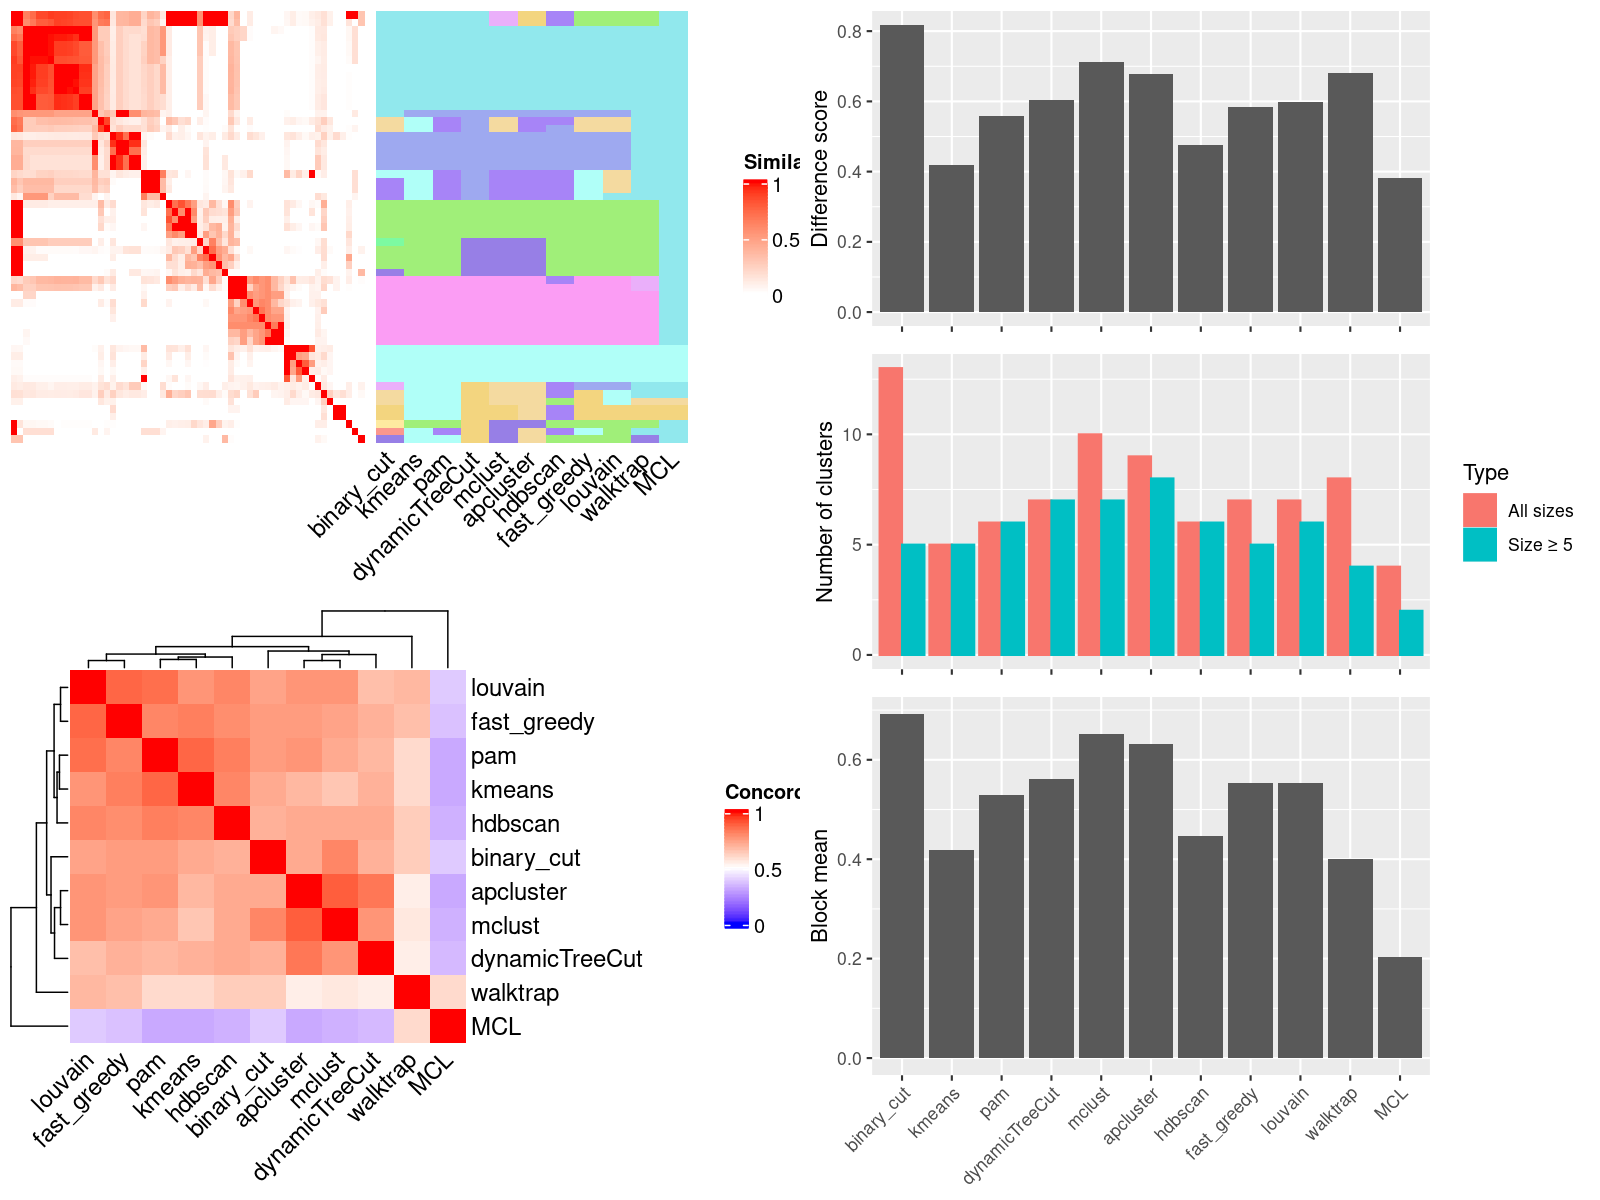 Simila
1
0.5
0
binary_cut
kmeans
pam
dynamicTreeCut
mclust
apcluster
hdbscan
fast_greedy
louvain
walktrap
MCL
louvain
fast_greedy
pam
kmeans
hdbscan
binary_cut
apcluster
mclust
dynamicTreeCut
walktrap
MCL
louvain
fast_greedy
pam
kmeans
hdbscan
binary_cut
apcluster
mclust
dynamicTreeCut
walktrap
MCL
Concord
1
0.5
0
Difference score
0.8
0.6
0.4
0.2
0.0
Number of clusters
10
5
0
Type
All sizes
Size ≥ 5
Block mean
0.6
0.4
0.2
0.0
binary_cut
kmeans
pam
dynamicTreeCut
mclust
apcluster
hdbscan
fast_greedy
louvain
walktrap
MCL